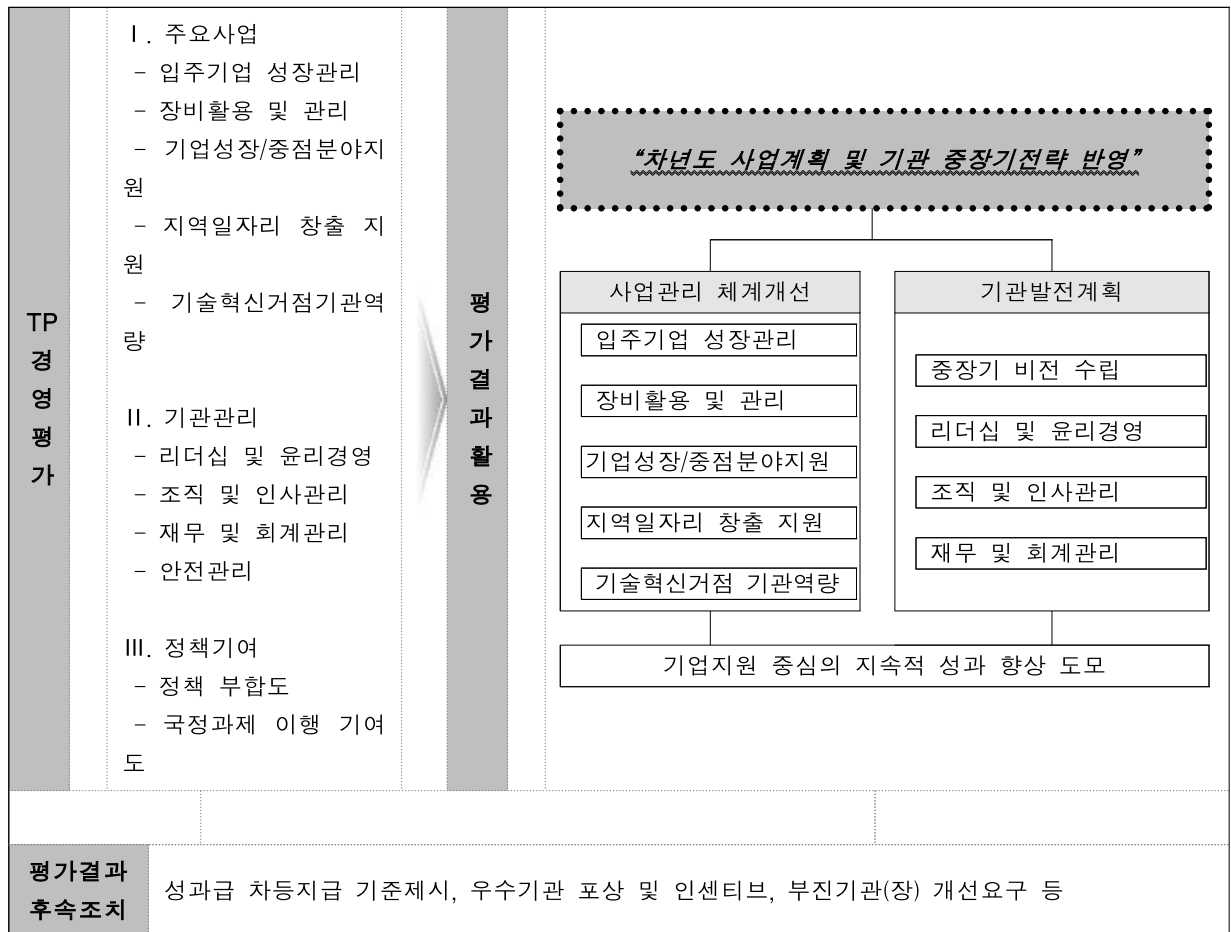 TP
경
영
평
가
Ⅰ. 주요사업
- 입주기업 성장관리
- 장비활용 및 관리
- 기업성장/중점분야지
원
- 지역일자리 창출 지
원
- 기술혁신거점기관역
량
Ⅱ. 기관관리
- 리더십 및 윤리경영
- 조직 및 인사관리
- 재무 및 회계관리
- 안전관리
Ⅲ. 정책기여
- 정책 부합도
- 국정과제 이행 기여
도
평
가
결
과
활
용
“차년도 사업계획 및 기관 중장기전략 반영”
사업관리 체계개선
입주기업 성장관리
장비활용 및 관리
기업성장/중점분야지원
지역일자리 창출 지원
기술혁신거점 기관역량
기관발전계획
중장기 비전 수립
리더십 및 윤리경영
조직 및 인사관리
재무 및 회계관리
기업지원 중심의 지속적 성과 향상 도모
평가결과
후속조치
성과급 차등지급 기준제시, 우수기관 포상 및 인센티브, 부진기관(장) 개선요구 등